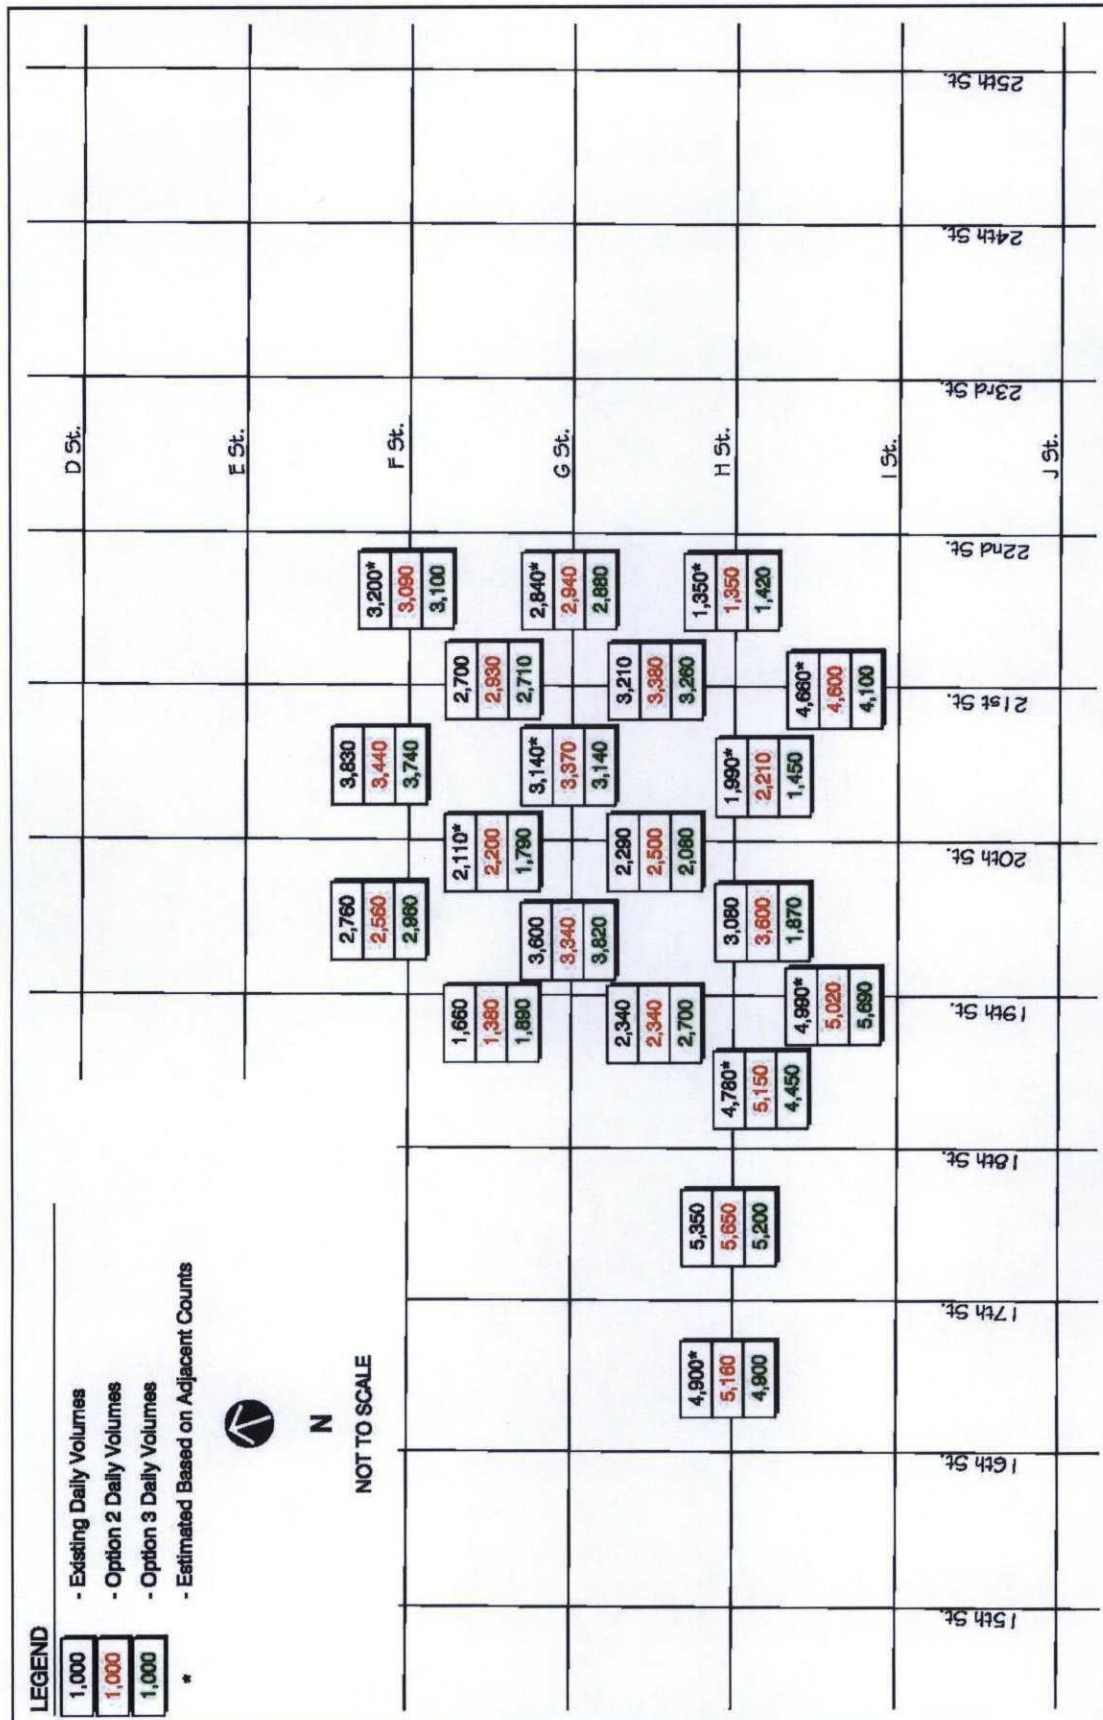 LEGEND
1,000 - Existing Daily Volumes
1,000 - Option 2 Daily Volumes
1,000 - Option 3 Daily Volumes
* - Estimated Based on Adjacent Counts
N
NOT TO SCALE
D St.
E St.
F St.
2,760
2,560
2,960
3,830
3,440
3,740
3,200*
3,090
3,100
1,660
1,380
1,890
2,110*
2,200
1,790
2,700
2,930
2,710
G St.
3,600
3,340
3,820
3,140*
3,370
3,140
2,840*
2,940
2,880
2,340
2,340
2,700
2,290
2,500
2,080
3,210
3,380
3,260
H St.
4,900*
5,160
4,900
5,350
5,650
5,200
4,780*
5,150
4,450
3,080
3,600
1,870
1,990*
2,210
1,450
1,350*
1,350
1,420
4,990*
5,020
5,690
4,660*
4,600
4,100
I St.
J St.
15th St.
16th St.
17th St.
18th St.
19th St.
20th St.
21st St.
22nd St.
23rd St.
24th St.
25th St.